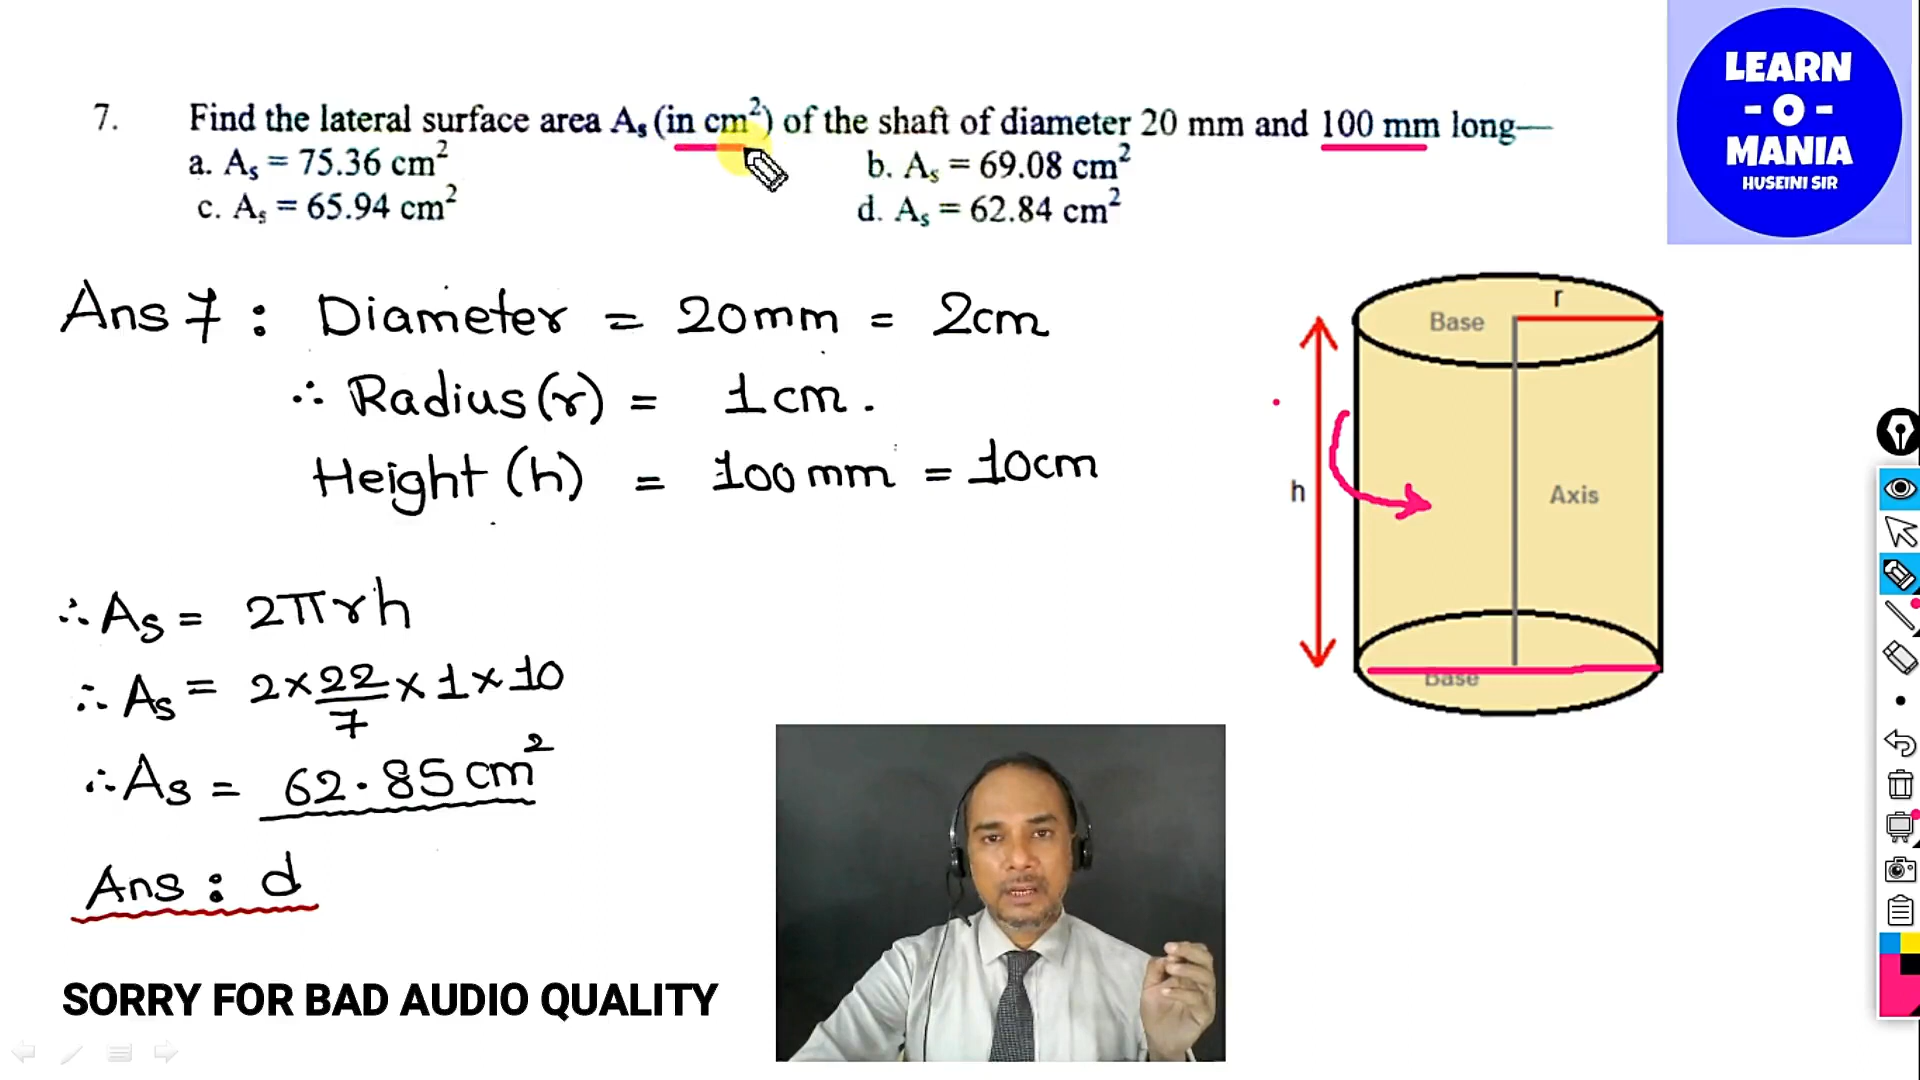 LEARN
- O -
MANIA
HUSEINI SIR
7. Find the lateral surface area Aₛ (in cm²) of the shaft of diameter 20 mm and 100 mm long—
a. Aₛ = 75.36 cm² b. Aₛ = 69.08 cm²
c. Aₛ = 65.94 cm² d. Aₛ = 62.84 cm²
Ans 7 : Diameter = 20mm = 2cm
∴ Radius (r) = 1cm.
Height (h) = 100mm = 10cm
∴ As = 2πrh
∴ As = 2 × 22/7 × 1 × 10
∴ As = 62.85 cm²
Ans : d
Base
r
h
Axis
Base
SORRY FOR BAD AUDIO QUALITY